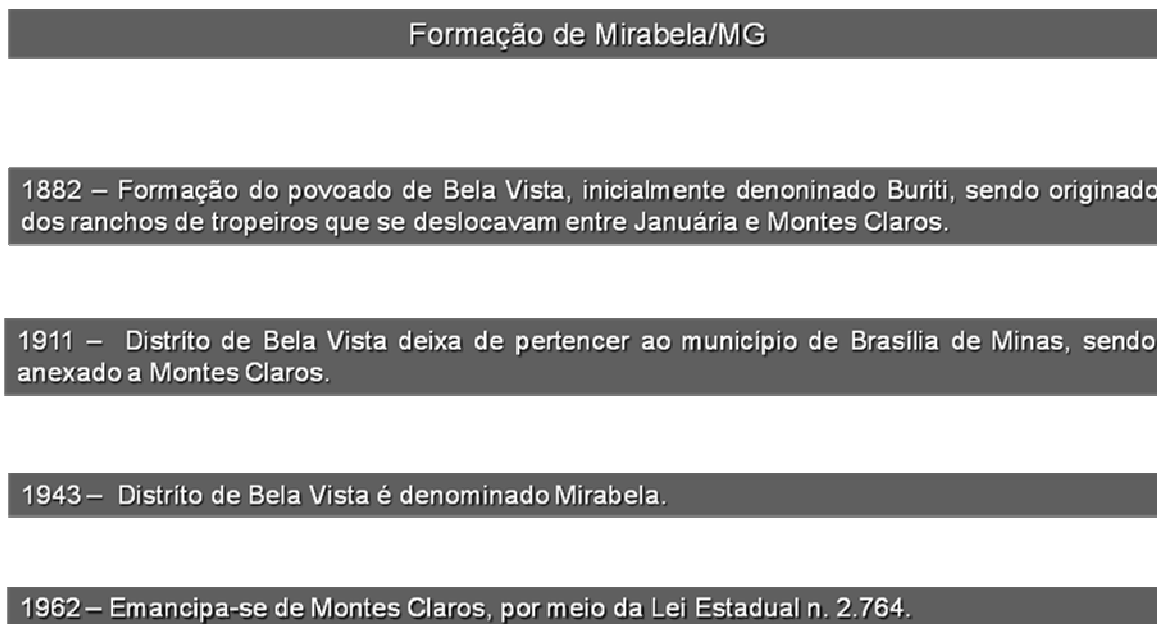 Formação de Mirabela/MG
1882 – Formação do povoado de Bela Vista, inicialmente denoninado Buriti, sendo originado
dos ranchos de tropeiros que se deslocavam entre Januária e Montes Claros.
1911 – Distríto de Bela Vista deixa de pertencer ao município de Brasília de Minas, sendo
anexado a Montes Claros.
1943 – Distríto de Bela Vista é denominado Mirabela.
1962 – Emancipa-se de Montes Claros, por meio da Lei Estadual n. 2.764.